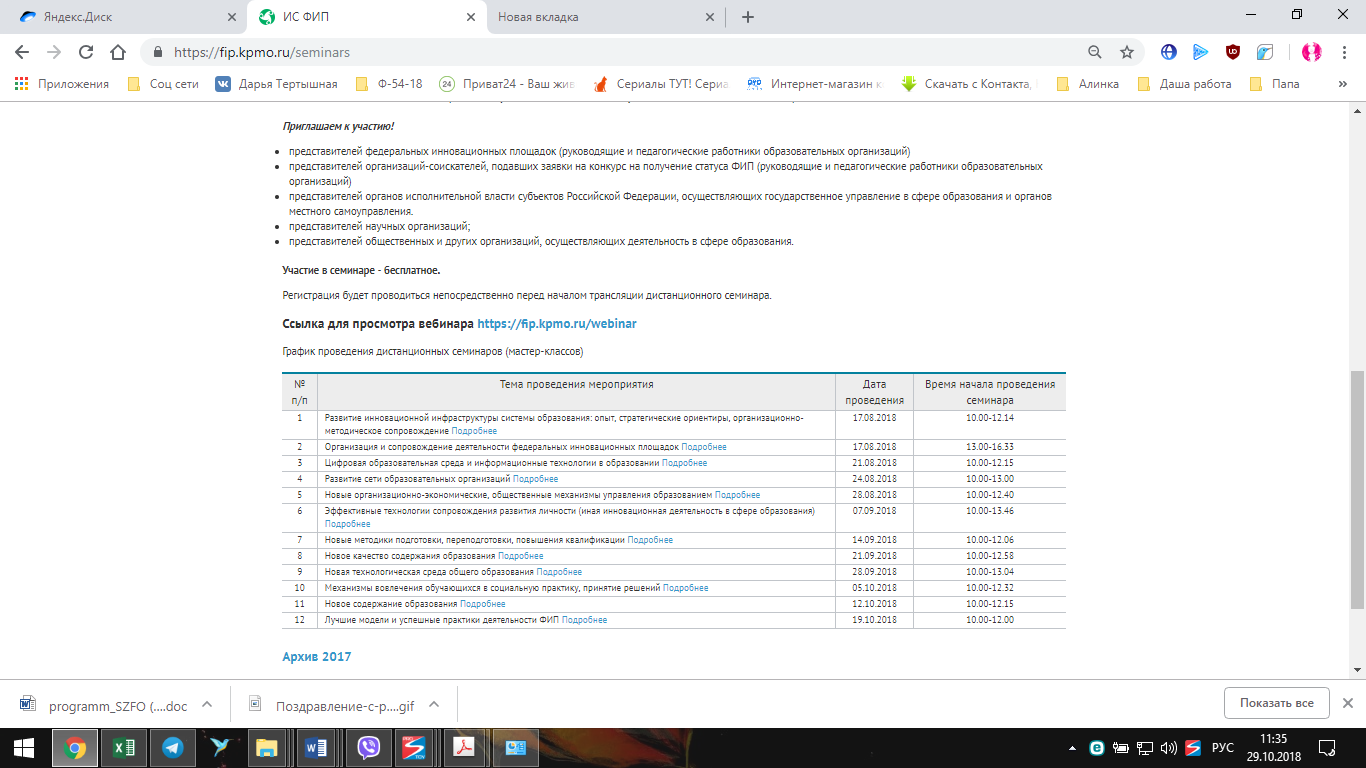 Яндекс.Диск
ИС ФИП
Новая вкладка
https://fip.kpmo.ru/seminars
Приложения
Соц сети
Дарья Тертышная
Ф-54-18
24
Приват24 - Ваш жив
Сериалы ТУТ! Сериа
Интернет-магазин к
Скачать с Контакта,
Алинка
Даша работа
Папа
»
Приглашаем к участию!
представителей федеральных инновационных площадок (руководящие и педагогические работники образовательных организаций)
представителей организаций-соискателей, подавших заявки на конкурс на получение статуса ФИП (руководящие и педагогические работники образовательных
организаций)
представителей органов исполнительной власти субъектов Российской Федерации, осуществляющих государственное управление в сфере образования и органов
местного самоуправления.
представителей научных организаций;
представителей общественных и других организаций, осуществляющих деятельность в сфере образования.
Участие в семинаре - бесплатное.
Регистрация будет проводиться непосредственно перед началом трансляции дистанционного семинара.
Ссылка для просмотра вебинара https://fip.kpmo.ru/webinar
График проведения дистанционных семинаров (мастер-классов)
№ Тема проведения мероприятия Дата Время начала проведения
п/п проведения семинара
1 Развитие инновационной инфраструктуры системы образования: опыт, стратегические ориентиры, организационно- 17.08.2018 10.00-12.14
методическое сопровождение Подробнее
2 Организация и сопровождение деятельности федеральных инновационных площадок Подробнее 17.08.2018 13.00-16.33
3 Цифровая образовательная среда и информационные технологии в образовании Подробнее 21.08.2018 10.00-12.15
4 Развитие сети образовательных организаций Подробнее 24.08.2018 10.00-13.00
5 Новые организационно-экономические, общественные механизмы управления образованием Подробнее 28.08.2018 10.00-12.40
6 Эффективные технологии сопровождения развития личности (иная инновационная деятельность в сфере образования) 07.09.2018 10.00-13.46
Подробнее
7 Новые методики подготовки, переподготовки, повышения квалификации Подробнее 14.09.2018 10.00-12.06
8 Новое качество содержания образования Подробнее 21.09.2018 10.00-12.58
9 Новая технологическая среда общего образования Подробнее 28.09.2018 10.00-13.04
10 Механизмы вовлечения обучающихся в социальную практику, принятие решений Подробнее 05.10.2018 10.00-12.32
11 Новое содержание образования Подробнее 12.10.2018 10.00-12.15
12 Лучшие модели и успешные практики деятельности ФИП Подробнее 19.10.2018 10.00-12.00
Архив 2017
programm_SZFO (....doc
Поздравление-с-р....gif
Показать все
РУС
11:35
29.10.2018